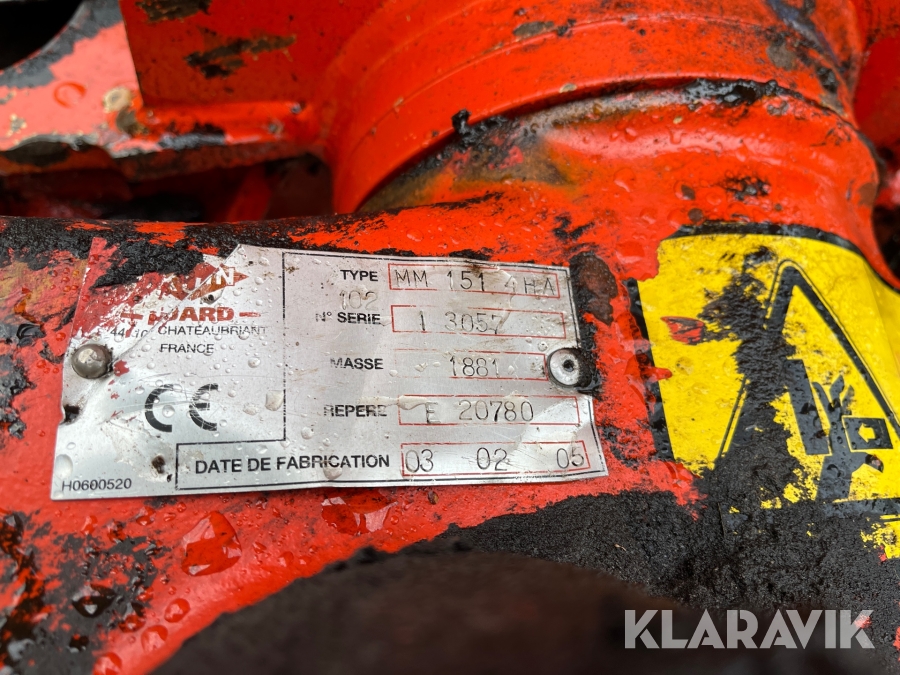 TYPE MM 151 4 H A
102
N° SERIE 1 3057
CHATEAUBRIANT
FRANCE
MASSE 1881
REPERE E 20780
CE
DATE DE FABRICATION 03 02 05
H0600520
KLARAVIK